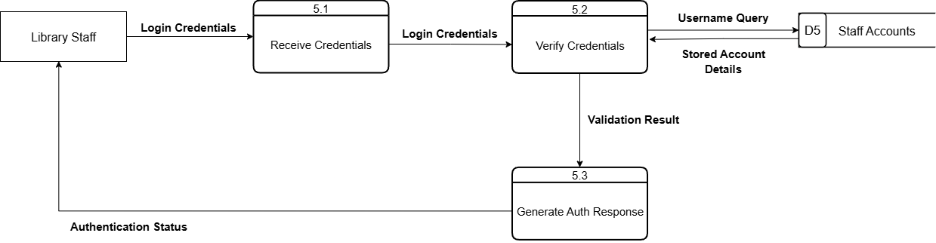 5.1
5.2
Library Staff
Login Credentials
Receive Credentials
Login Credentials
Verify Credentials
Username Query
D5
Staff Accounts
Stored Account
Details
Validation Result
5.3
Generate Auth Response
Authentication Status